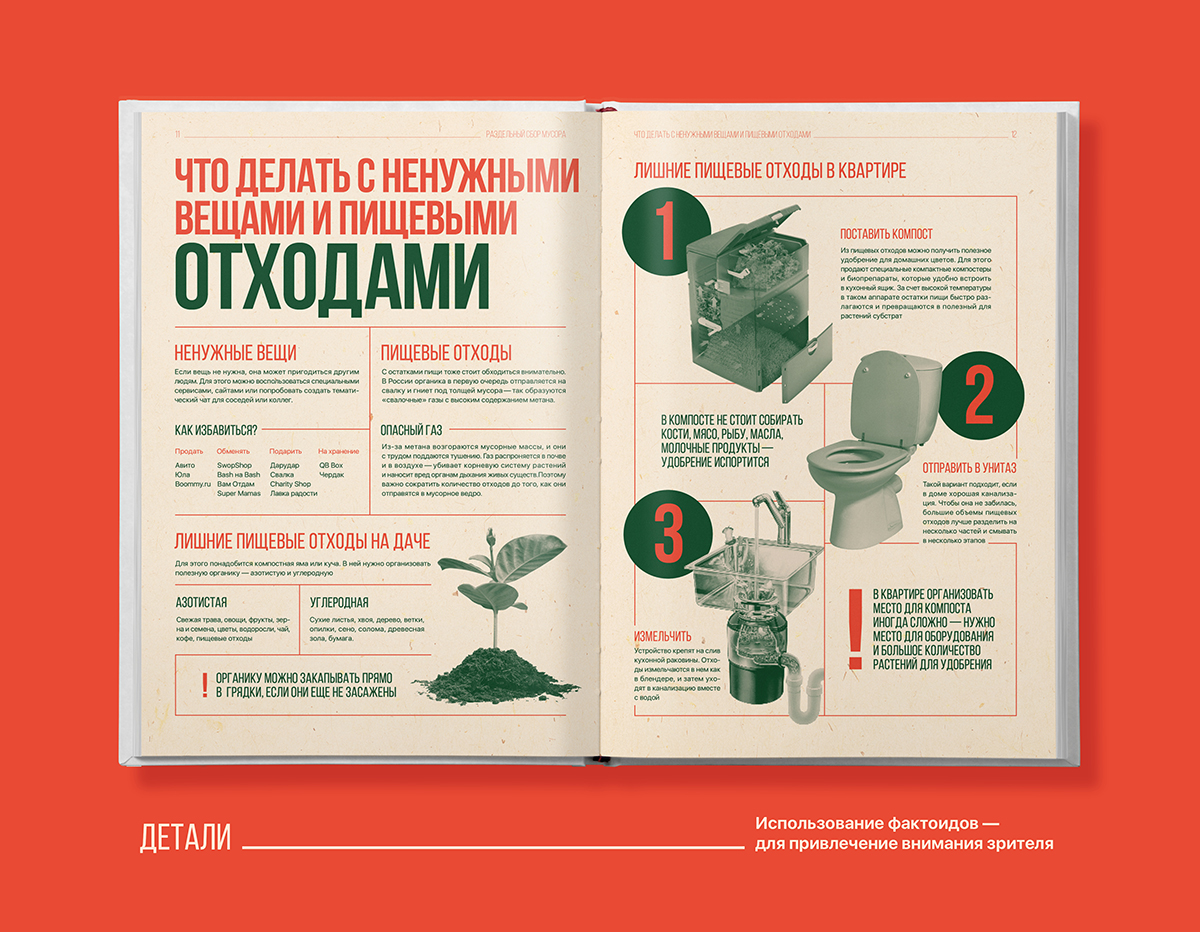 11
РАЗДЕЛЬНЫЙ СБОР МУСОРА
ЧТО ДЕЛАТЬ С НЕНУЖНЫМИ
ВЕЩАМИ И ПИЩЕВЫМИ
ОТХОДАМИ
НЕНУЖНЫЕ ВЕЩИ
Если вещь не нужна, она может пригодиться другим
людям. Для этого можно воспользоваться специальными
сервисами, сайтами или попробовать создать темати-
ческий чат для соседей или коллег.
КАК ИЗБАВИТЬСЯ?
Продать Обменять Подарить На хранение
Авито SwopShop Дарудар QB Box
Юла Bash на Bash Свалка Чердак
Boommy.ru Вам Отдам Charity Shop
Super Mamas Лавка радости
ПИЩЕВЫЕ ОТХОДЫ
С остатками пищи тоже стоит обходиться внимательно.
В России органика в первую очередь отправляется на
свалку и гниет под толщей мусора — так образуются
«свалочные» газы с высоким содержанием метана.
ОПАСНЫЙ ГАЗ
Из-за метана возгораются мусорные массы, и они
с трудом поддаются тушению. Газ распроняется в почве
и в воздухе — убивает корневую систему растений
и наносит вред органам дыхания живых существ.Поэтому
важно сократить количество отходов до того, как они
отправятся в мусорное ведро.
ЛИШНИЕ ПИЩЕВЫЕ ОТХОДЫ НА ДАЧЕ
Для этого понадобится компостная яма или куча. В ней нужно организовать
полезную органику — азотистую и углеродную
АЗОТИСТАЯ
Свежая трава, овощи, фрукты, зер-
на и семена, цветы, водоросли, чай,
кофе, пищевые отходы
УГЛЕРОДНАЯ
Сухие листья, хвоя, дерево, ветки,
опилки, сено, солома, древесная
зола, бумага.
! ОРГАНИКУ МОЖНО ЗАКАПЫВАТЬ ПРЯМО
В ГРЯДКИ, ЕСЛИ ОНИ ЕЩЕ НЕ ЗАСАЖЕНЫ
ЧТО ДЕЛАТЬ С НЕНУЖНЫМИ ВЕЩАМИ И ПИЩЕВЫМИ ОТХОДАМИ
12
ЛИШНИЕ ПИЩЕВЫЕ ОТХОДЫ В КВАРТИРЕ
1
ПОСТАВИТЬ КОМПОСТ
Из пищевых отходов можно получить полезное
удобрение для домашних цветов. Для этого
продают специальные компактные компостеры
и биопрепараты, которые удобно встроить
в кухонный ящик. За счет высокой температуры
в таком аппарате остатки пищи быстро раз-
лагаются и превращаются в полезный для
растений субстрат
В КОМПОСТЕ НЕ СТОИТ СОБИРАТЬ
КОСТИ, МЯСО, РЫБУ, МАСЛА,
МОЛОЧНЫЕ ПРОДУКТЫ —
УДОБРЕНИЕ ИСПОРТИТСЯ
2
ОТПРАВИТЬ В УНИТАЗ
Такой вариант подходит, если
в доме хорошая канализа-
ция. Чтобы она не забилась,
большие объемы пищевых
отходов лучше разделить на
несколько частей и смывать
в несколько этапов
3
ИЗМЕЛЬЧИТЬ
Устройство крепят на слив
кухонной раковины. Отхо-
ды измельчаются в нем как
в блендере, и затем ухо-
дят в канализацию вместе
с водой
! В КВАРТИРЕ ОРГАНИЗОВАТЬ
МЕСТО ДЛЯ КОМПОСТА
ИНОГДА СЛОЖНО — НУЖНО
МЕСТО ДЛЯ ОБОРУДОВАНИЯ
И БОЛЬШОЕ КОЛИЧЕСТВО
РАСТЕНИЙ ДЛЯ УДОБРЕНИЯ
ДЕТАЛИ
Использование фактоидов —
для привлечение внимания зрителя